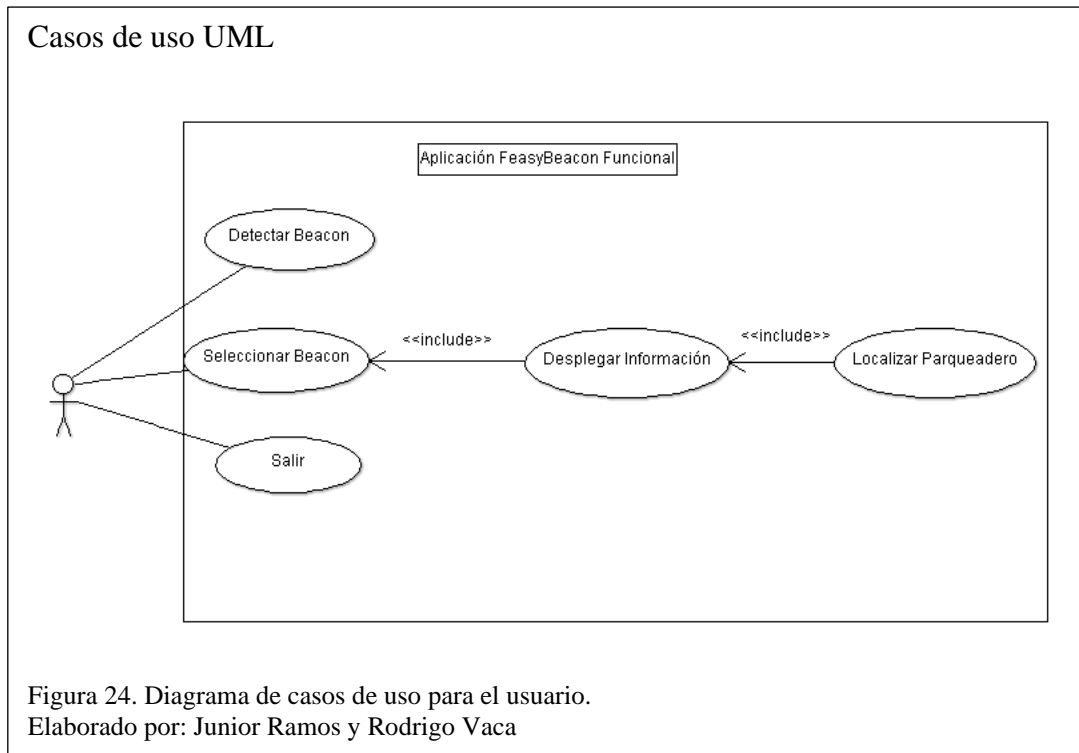 Casos de uso UML
Aplicación FeasyBeacon Funcional
Detectar Beacon
Seleccionar Beacon
<<include>>
Desplegar Información
<<include>>
Localizar Parqueadero
Salir
Figura 24. Diagrama de casos de uso para el usuario.
Elaborado por: Junior Ramos y Rodrigo Vaca